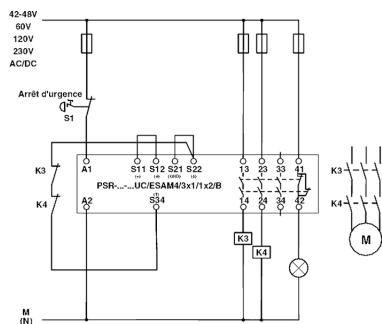 42-48V
60V
120V
230V
AC/DC
Arrêt d'urgence
S1
A1 S11 S12 S21 S22 13 23 33 41
(+) (+) (GND) (-)
K3
PSR-...-...UC/ESAM4/3x1/1x2/B
K4
A2 S34 14 24 34 42
K3
K4
K3
K4
M
M
(N)